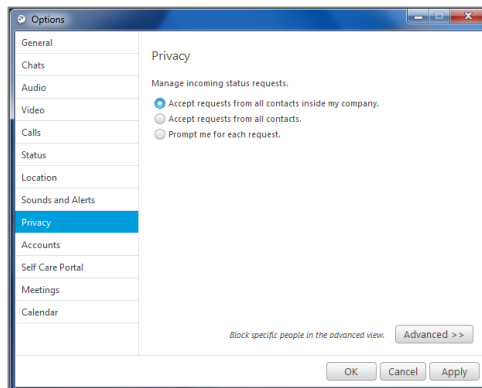 Options
General
Chats
Audio
Video
Calls
Status
Location
Sounds and Alerts
Privacy
Accounts
Self Care Portal
Meetings
Calendar
Privacy
Manage incoming status requests.
Accept requests from all contacts inside my company.
Accept requests from all contacts.
Prompt me for each request.
Block specific people in the advanced view. Advanced >>
OK Cancel Apply